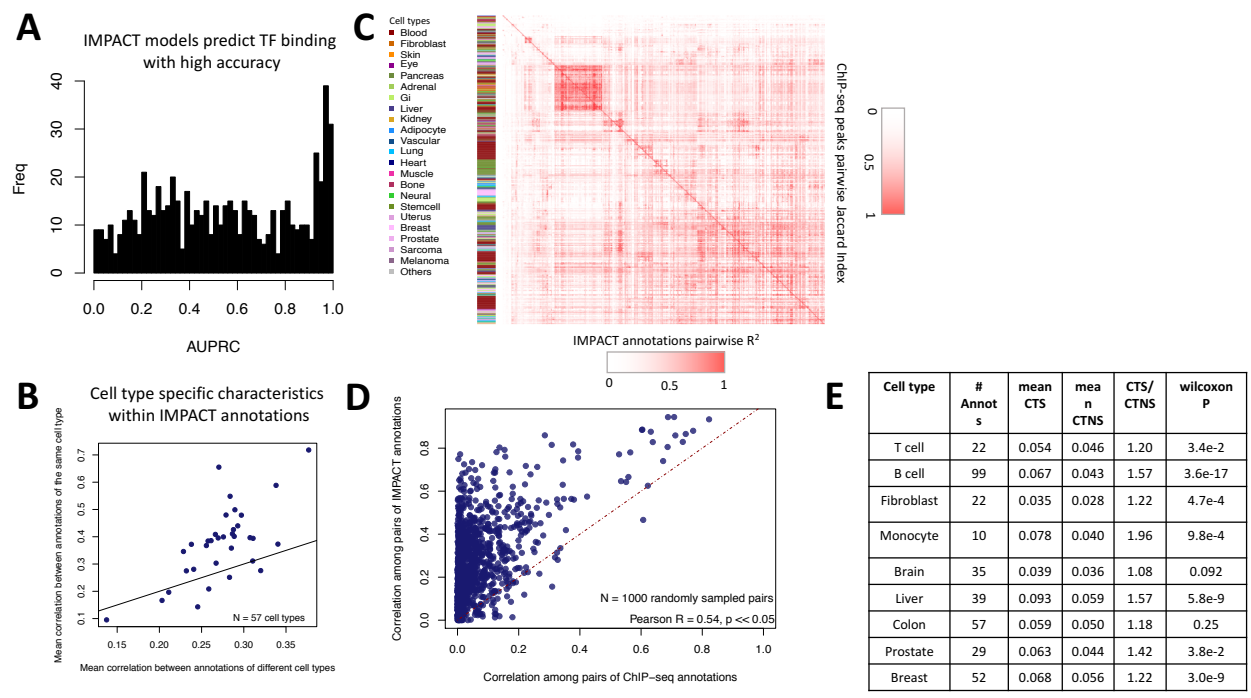 A
IMPACT models predict TF binding
with high accuracy
Freq
0
10
20
30
40
0.0 0.2 0.4 0.6 0.8 1.0
AUPRC
C
Cell types
Blood
Fibroblast
Skin
Eye
Pancreas
Adrenal
Gi
Liver
Kidney
Adipocyte
Vascular
Lung
Heart
Muscle
Bone
Neural
Stemcell
Uterus
Breast
Prostate
Sarcoma
Melanoma
Others
ChIP-seq peaks pairwise Jaccard Index
0
0.5
1
IMPACT annotations pairwise R²
0 0.5 1
B
Cell type specific characteristics
within IMPACT annotations
Mean correlation between annotations of the same cell type
0.1
0.2
0.3
0.4
0.5
0.6
0.7
N = 57 cell types
0.15 0.20 0.25 0.30 0.35
Mean correlation between annotations of different cell types
D
Correlation among pairs of IMPACT annotations
0.0
0.2
0.4
0.6
0.8
N = 1000 randomly sampled pairs
Pearson R = 0.54, p << 0.05
0.0 0.2 0.4 0.6 0.8 1.0
Correlation among pairs of ChIP−seq annotations
E
Cell type # Annot s mean CTS mea n CTNS CTS/ CTNS wilcoxon P
T cell 22 0.054 0.046 1.20 3.4e-2
B cell 99 0.067 0.043 1.57 3.6e-17
Fibroblast 22 0.035 0.028 1.22 4.7e-4
Monocyte 10 0.078 0.040 1.96 9.8e-4
Brain 35 0.039 0.036 1.08 0.092
Liver 39 0.093 0.059 1.57 5.8e-9
Colon 57 0.059 0.050 1.18 0.25
Prostate 29 0.063 0.044 1.42 3.8e-2
Breast 52 0.068 0.056 1.22 3.0e-9